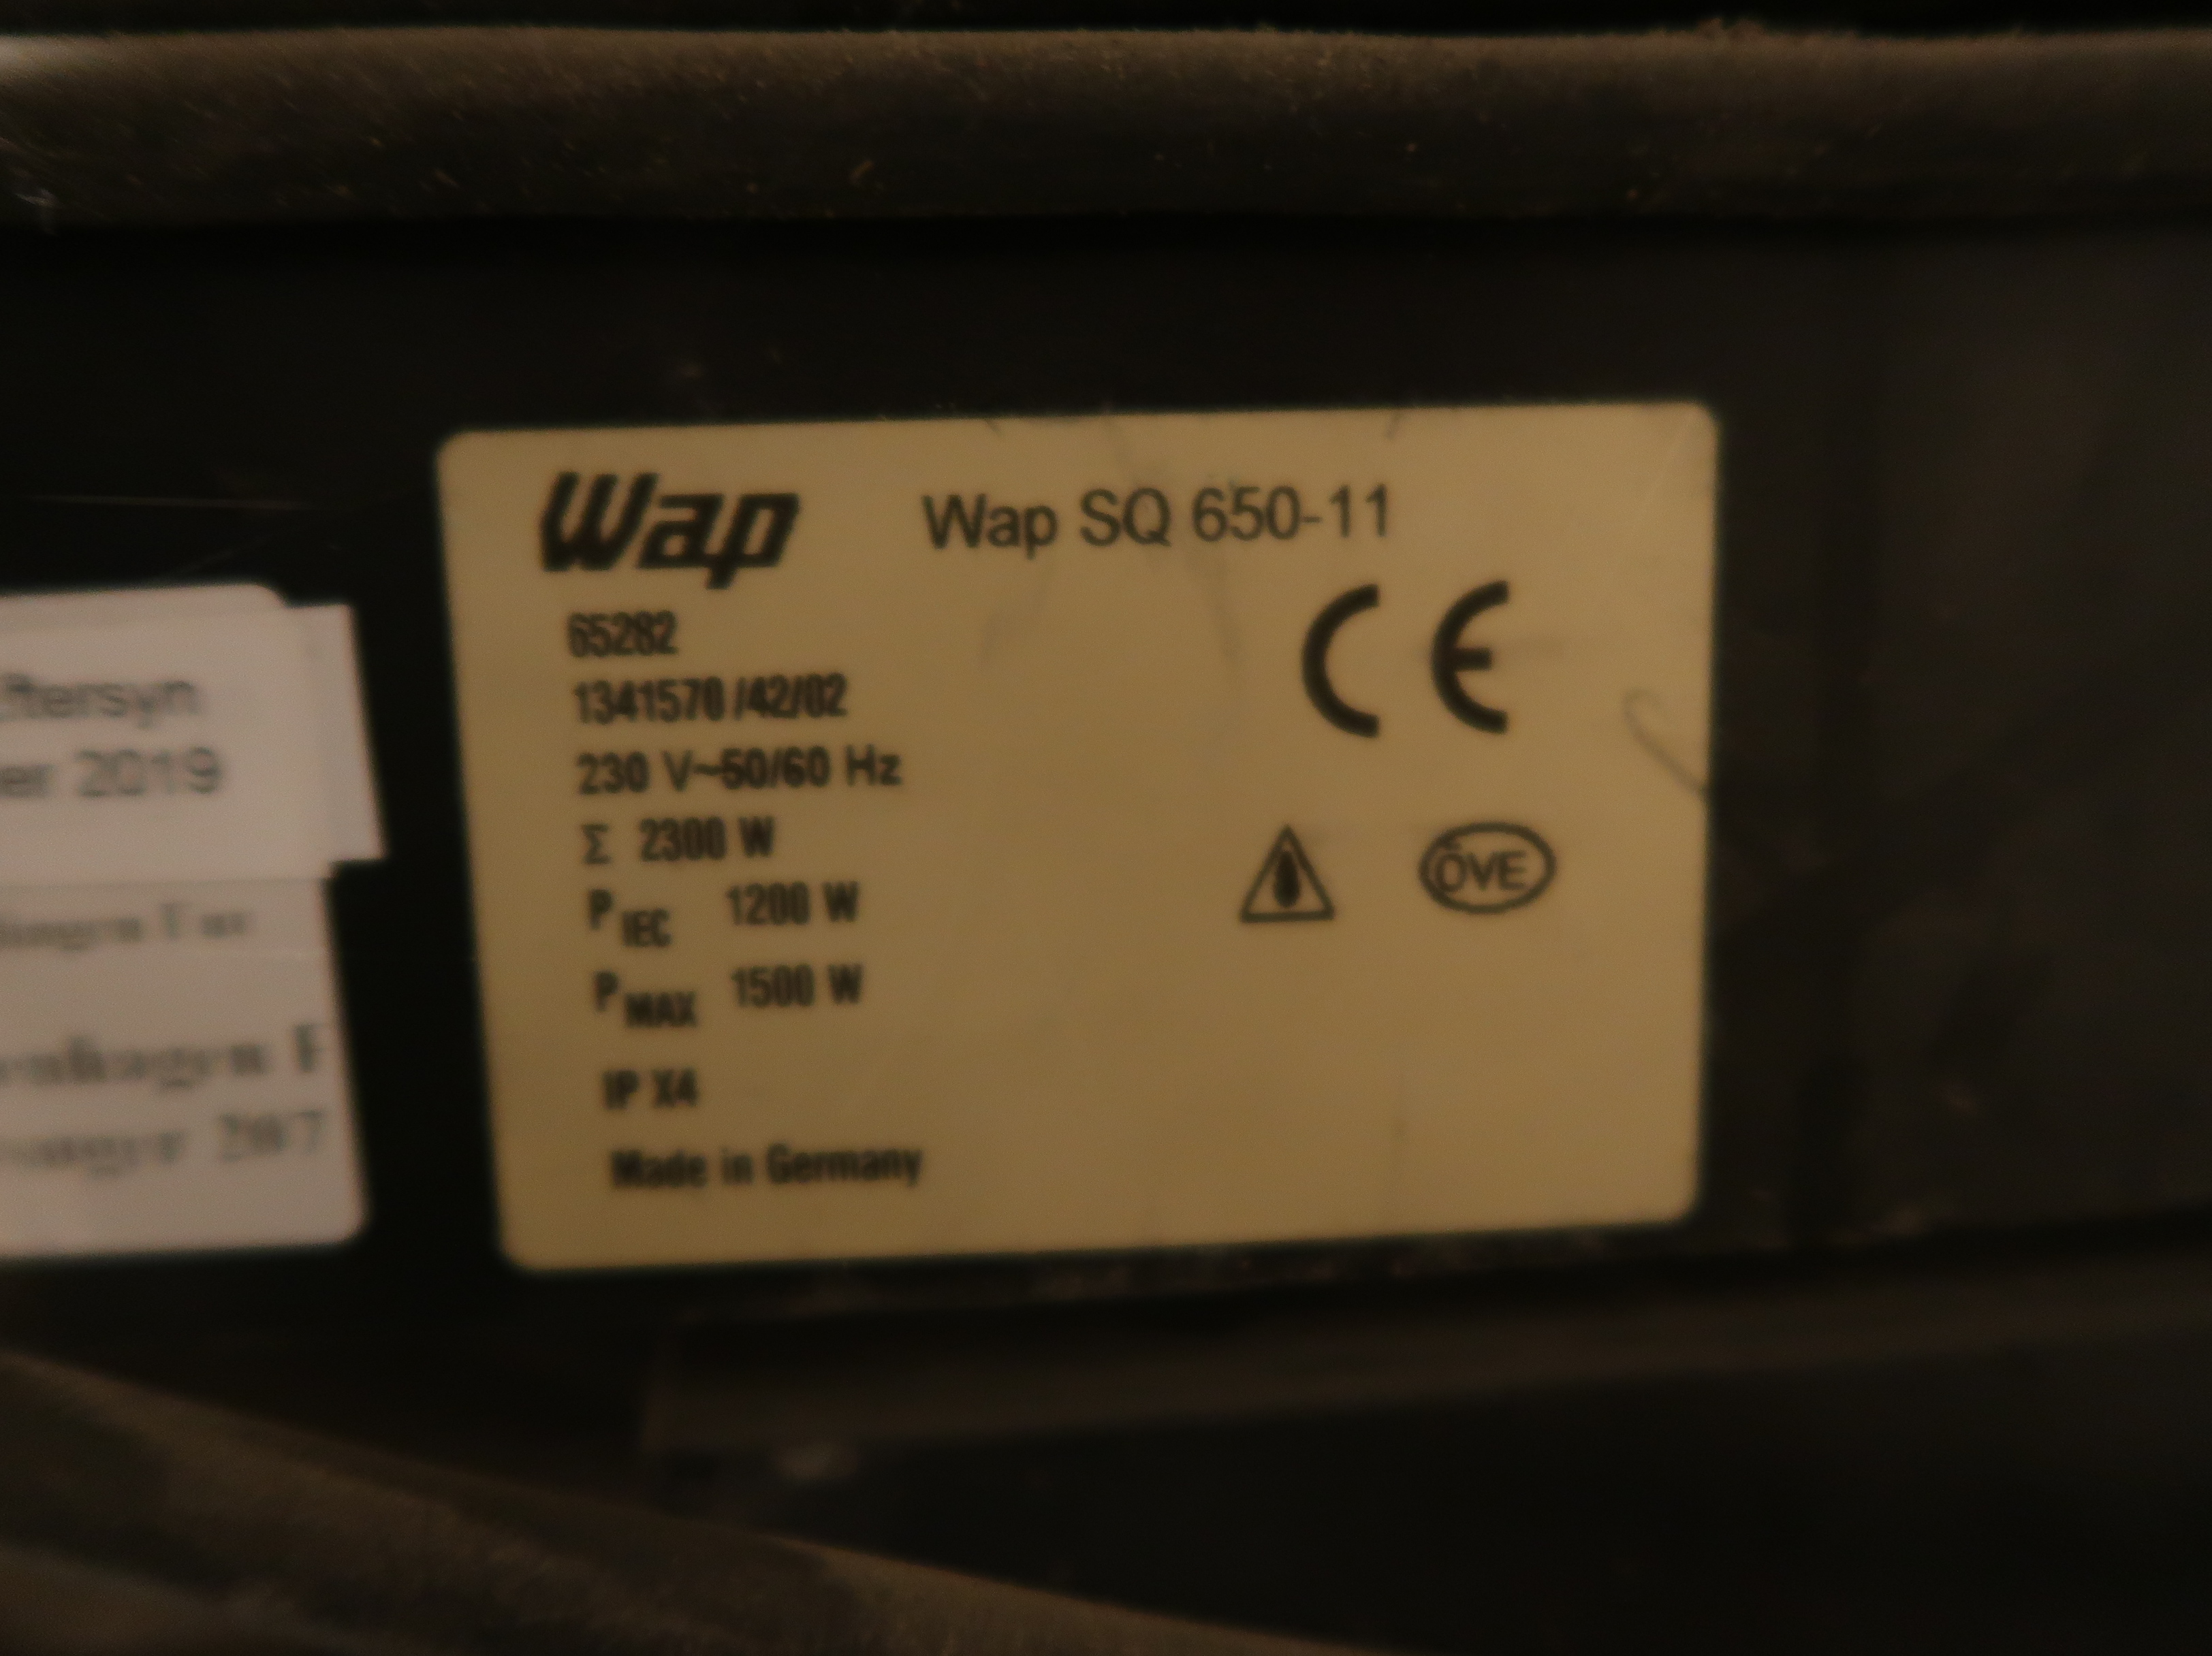 Wap Wap SQ 650-11
65282
1341570/42/02
230 V~50/60 Hz
Σ 2300 W
P IEC 1200 W
P MAX 1500 W
IP X4
Made in Germany
CE
ÖVE
ftersyn
er 2019